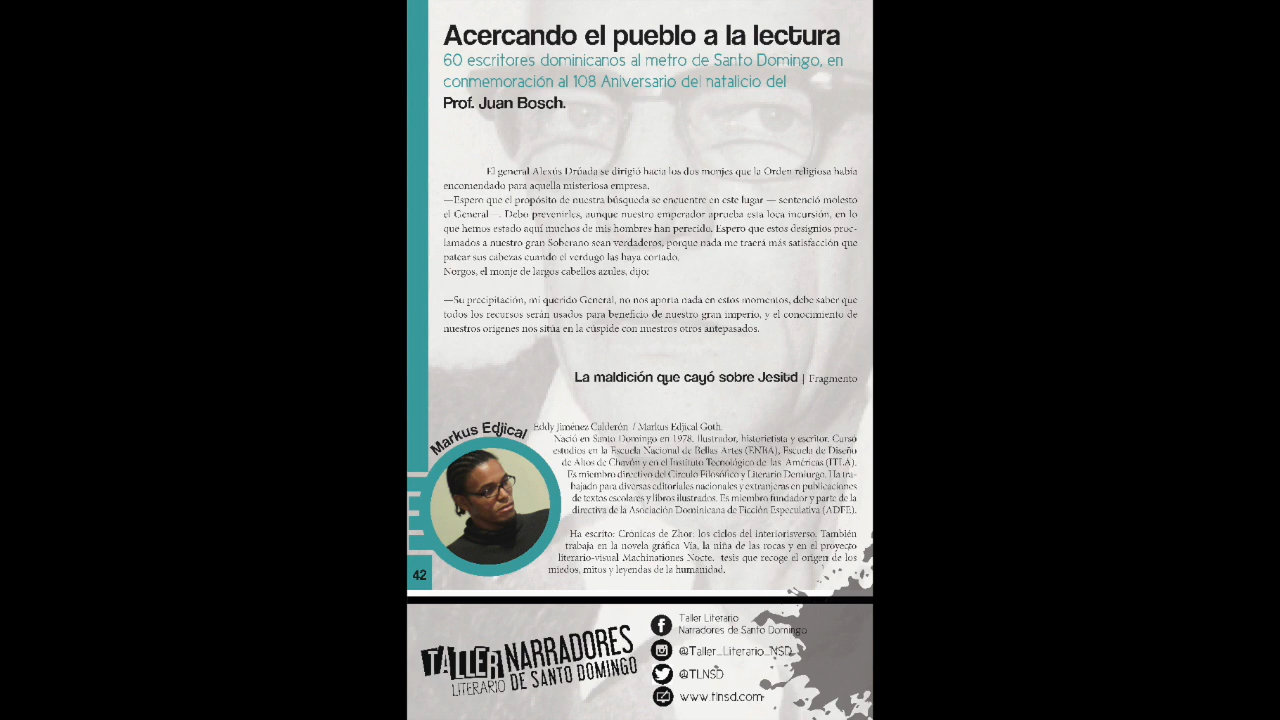 Acercando el pueblo a la lectura
60 escritores dominicanos al metro de Santo Domingo, en
conmemoración al 108 Aniversario del natalicio del
Prof. Juan Bosch.
El general Alexus Drúada se dirigió hacia los dos monjes que la Orden religiosa había
encomendado para aquella misteriosa empresa.
—Espero que el propósito de nuestra búsqueda se encuentre en este lugar — sentenció molesto
el General —. Debo prevenirles, aunque nuestro emperador aprueba esta loca incursión, en lo
que hemos estado aquí muchos de mis hombres han perecido. Espero que estos designios proc-
lamados a nuestro gran Soberano sean verdaderos, porque nada me traerá más satisfacción que
patear sus cabezas cuando el verdugo las haya cortado.
Norgos, el monje de largos cabellos azules, dijo:
—Su precipitación, mi querido General, no nos aporta nada en estos momentos, debe saber que
todos los recursos serán usados para beneficio de nuestro gran imperio, y el conocimiento de
nuestros orígenes nos sitúa en la cúspide con nuestros otros antepasados.
La maldición que cayó sobre Jesitd | Fragmento
Markus Edjical
Eddy Jiménez Calderón / Markus Edjical Goth.
Nació en Santo Domingo en 1978. Ilustrador, historietista y escritor. Cursó
estudios en la Escuela Nacional de Bellas Artes (ENBA), Escuela de Diseño
de Altos de Chavón y en el Instituto Tecnológico de las Américas (ITLA).
Es miembro directivo del Círculo Filosófico y Literario Demiurgo. Ha tra-
bajado para diversas editoriales nacionales y extranjeras en publicaciones
de textos escolares y libros ilustrados. Es miembro fundador y parte de la
directiva de la Asociación Dominicana de Ficción Especulativa (ADFE).
Ha escrito: Crónicas de Zhor: los ciclos del interiorisverso. También
trabaja en la novela gráfica Vía, la niña de las rocas y en el proyecto
literario-visual Machinationes Nocte, tesis que recoge el origen de los
miedos, mitos y leyendas de la humanidad.
42
TALLER NARRADORES
LITERARIO DE SANTO DOMINGO
Taller Literario
Narradores de Santo Domingo
@Taller_Literario_NSD
@TLNSD
www.tlnsd.com